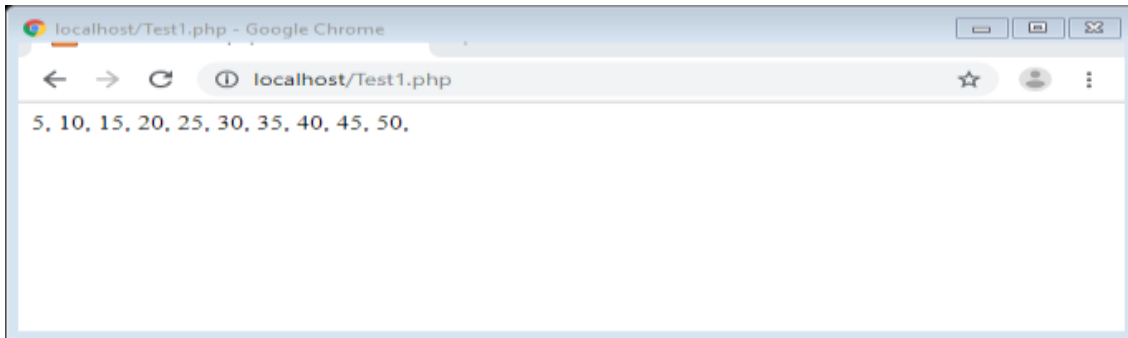 localhost/Test1.php - Google Chrome
localhost/Test1.php
5, 10, 15, 20, 25, 30, 35, 40, 45, 50,